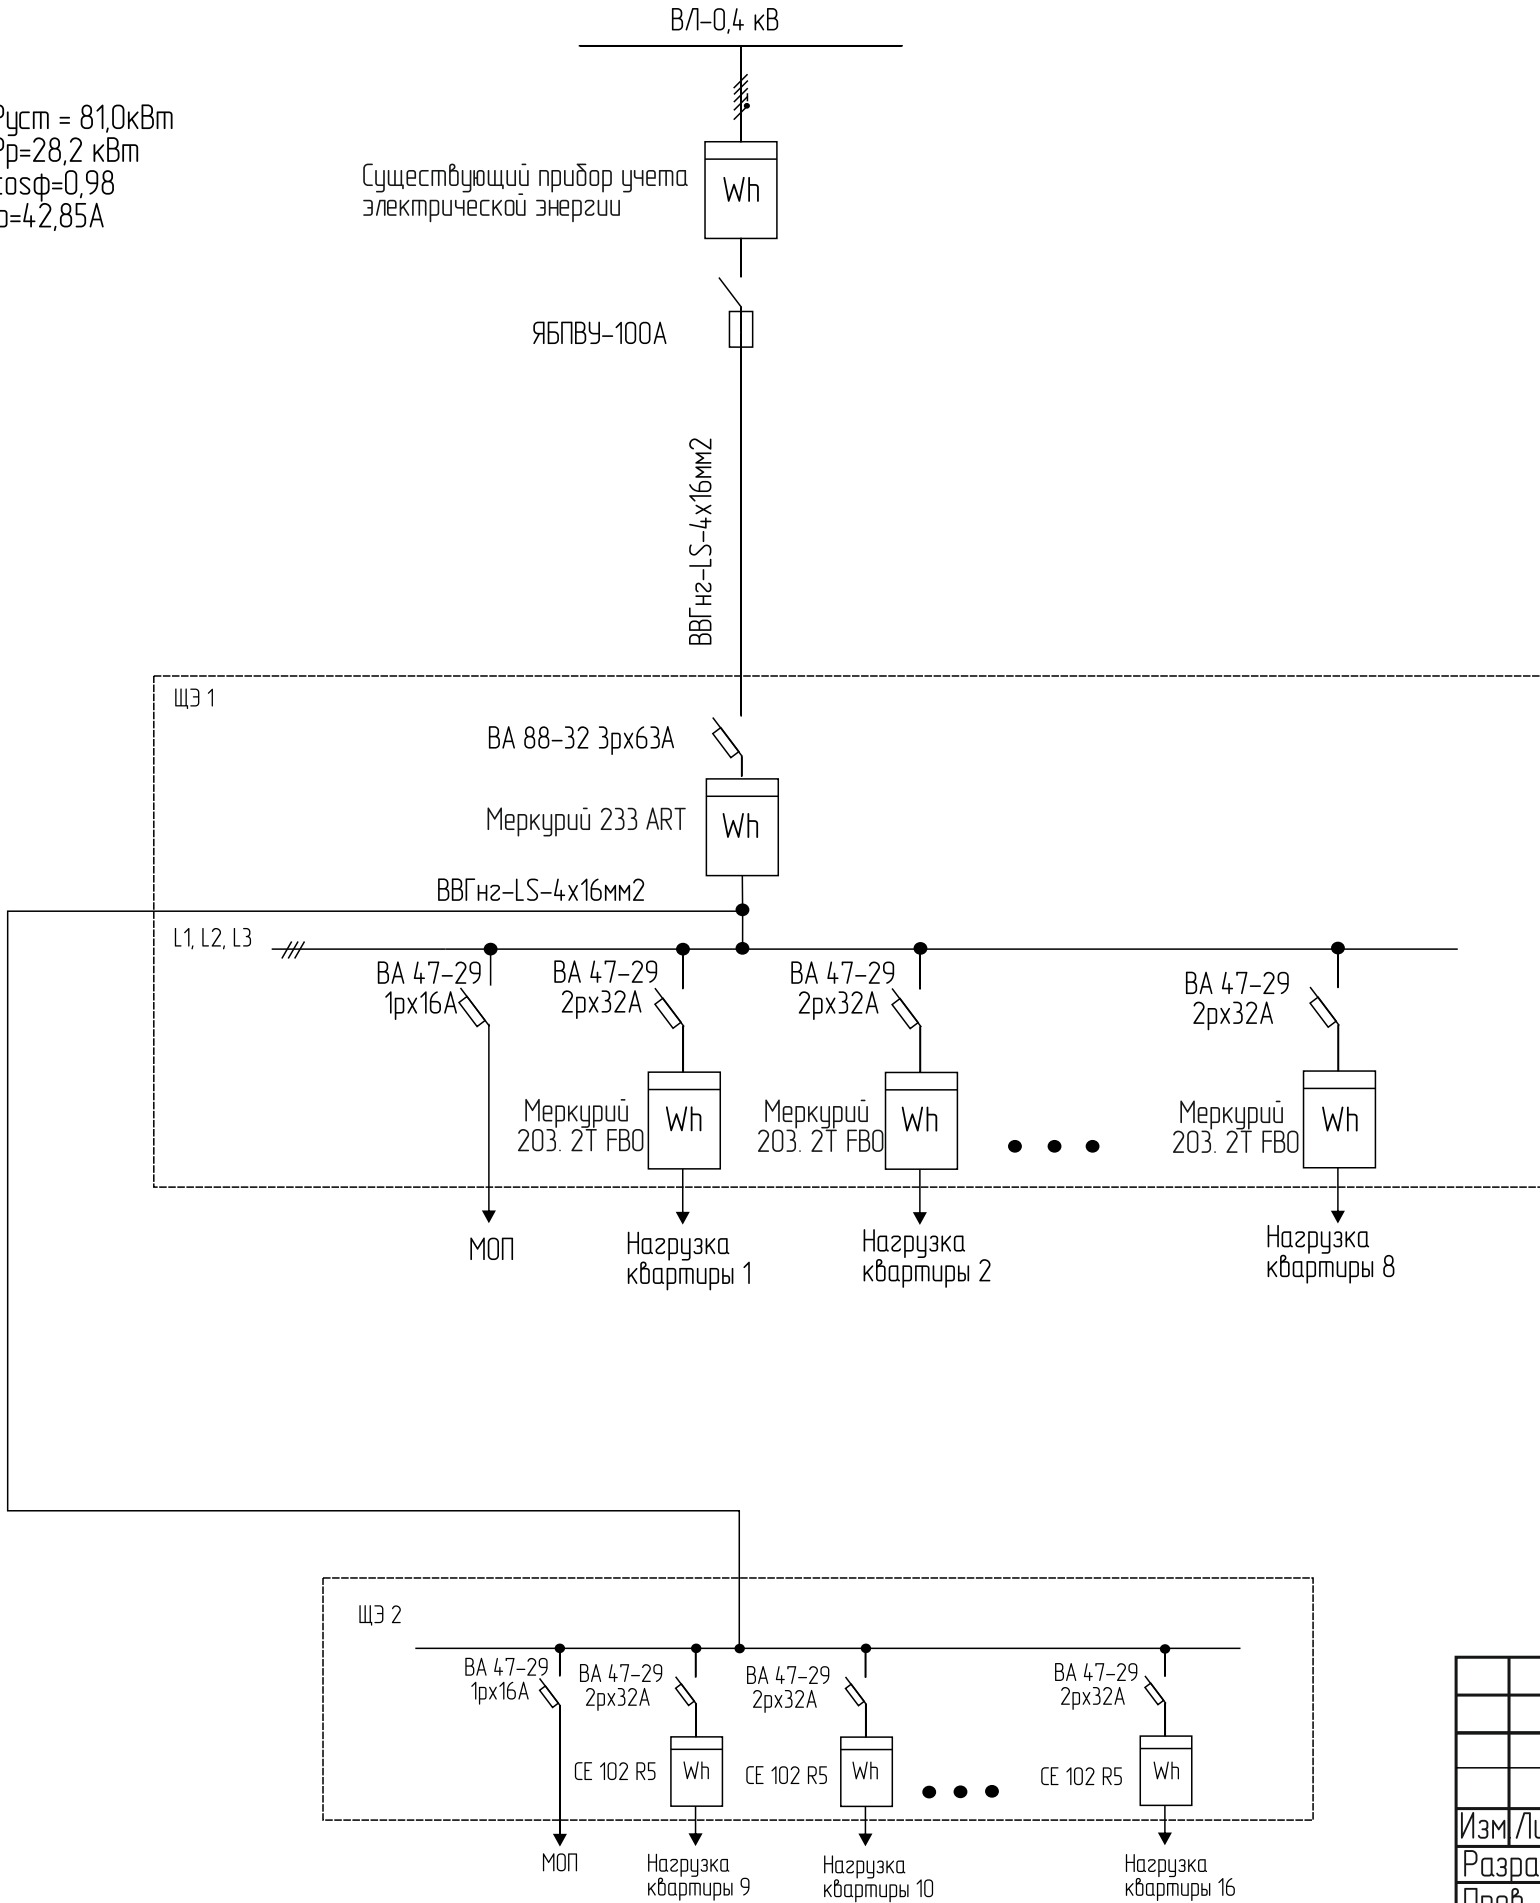 ВЛ-0,4 кВ
Руст = 81,0кВт
Рр=28,2 кВт
cosф=0,98
р=42,85А
Существующий прибор учета
электрической энергии
Wh
ЯБПВУ-100А
ВВГнг-LS-4х16мм2
ЩЭ 1
ВА 88-32 3рх63А
Меркурий 233 ART
Wh
ВВГнг-LS-4х16мм2
L1, L2, L3
ВА 47-29
1рх16А
ВА 47-29
2рх32А
ВА 47-29
2рх32А
ВА 47-29
2рх32А
Меркурий
203. 2Т FBO
Wh
Меркурий
203. 2Т FBO
Wh
Меркурий
203. 2Т FBO
Wh
МОП
Нагрузка
квартиры 1
Нагрузка
квартиры 2
Нагрузка
квартиры 8
ЩЭ 2
ВА 47-29
1рх16А
ВА 47-29
2рх32А
ВА 47-29
2рх32А
ВА 47-29
2рх32А
СЕ 102 R5
Wh
СЕ 102 R5
Wh
СЕ 102 R5
Wh
МОП
Нагрузка
квартиры 9
Нагрузка
квартиры 10
Нагрузка
квартиры 16
Изм.
Разра